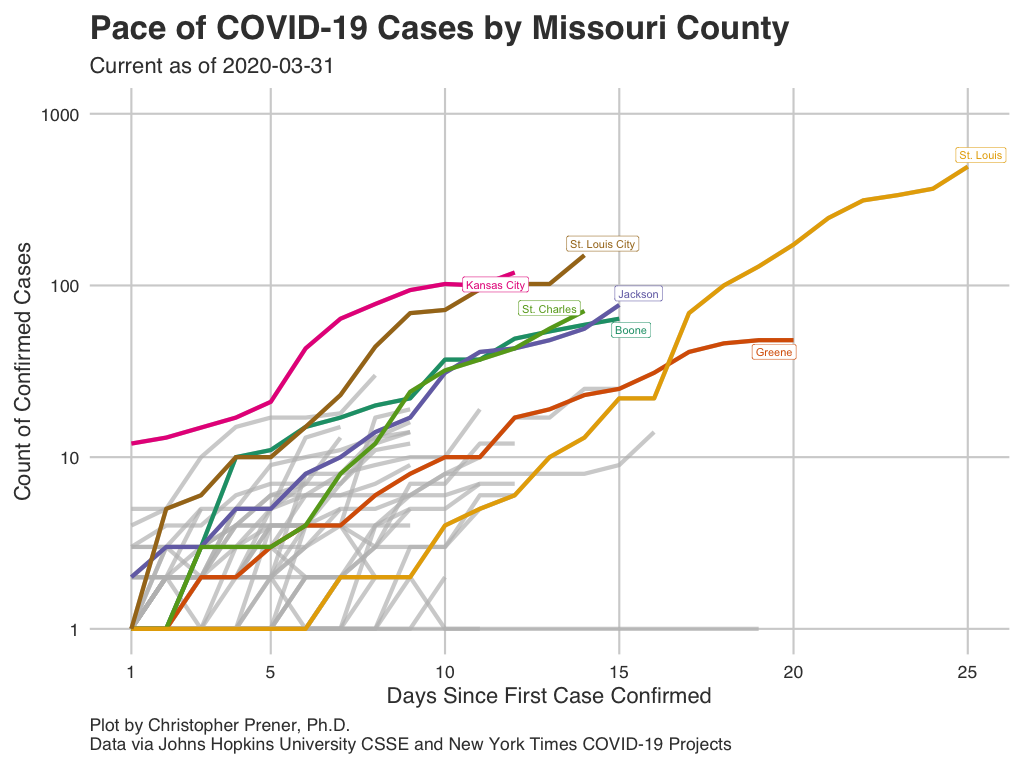 Pace of COVID-19 Cases by Missouri County
Current as of 2020-03-31
Count of Confirmed Cases
1000
100
10
1
St. Louis
St. Louis City
Kansas City
Jackson
St. Charles
Boone
Greene
1 5 10 15 20 25
Days Since First Case Confirmed
Plot by Christopher Prener, Ph.D.
Data via Johns Hopkins University CSSE and New York Times COVID-19 Projects